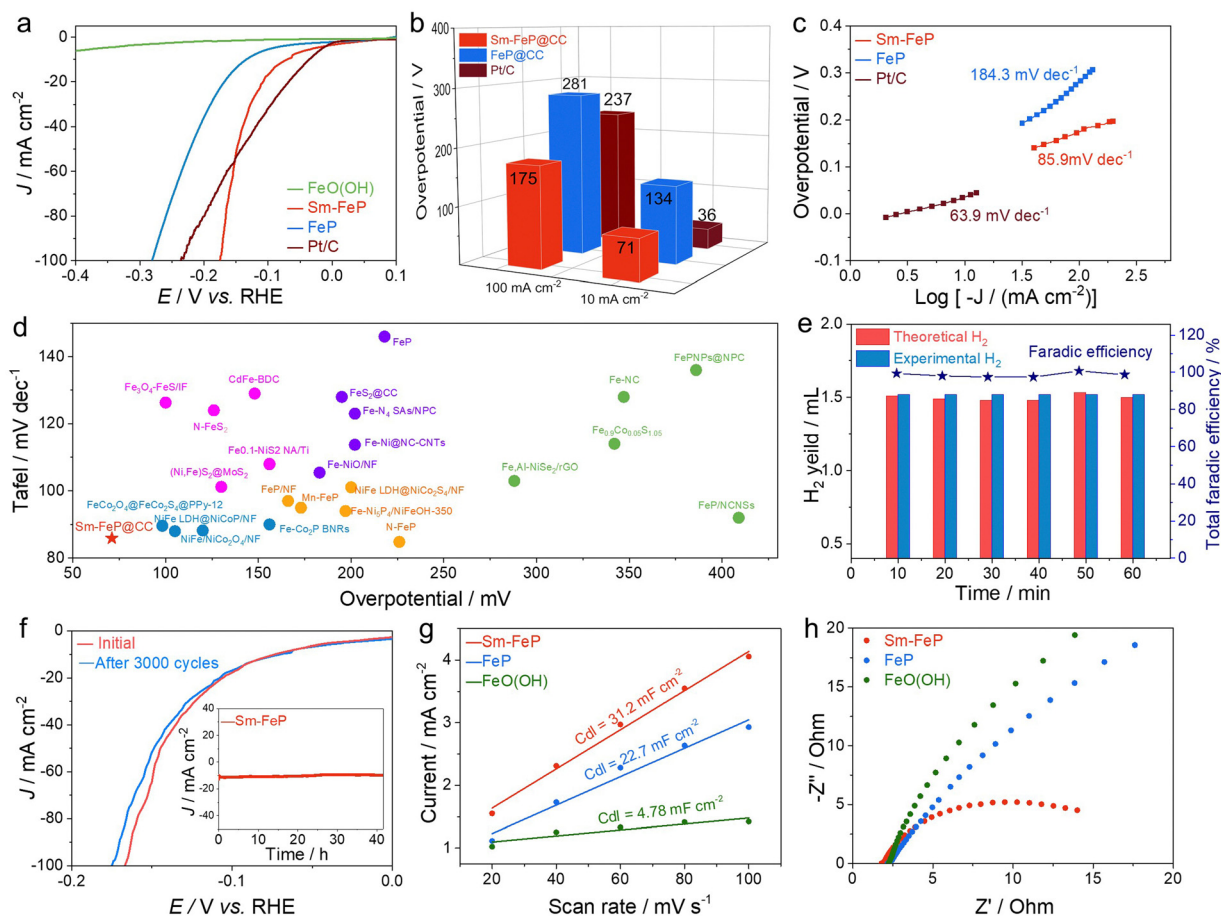 a
J / mA cm-2
0
-20
-40
-60
-80
-100
FeO(OH)
Sm-FeP
FeP
Pt/C
-0.4 -0.3 -0.2 -0.1 0.0 0.1
E / V vs. RHE
b
Overpotential / V
400
300
200
100
Sm-FeP@CC
FeP@CC
Pt/C
281
237
175
134
71
36
100 mA cm-2
10 mA cm-2
c
Overpotential / V
0.4
0.3
0.2
0.1
0.0
-0.1
Sm-FeP
FeP
Pt/C
184.3 mV dec-1
85.9mV dec-1
63.9 mV dec-1
0.0 0.5 1.0 1.5 2.0 2.5
Log [ -J / (mA cm-2)]
d
Tafel / mV dec-1
140
120
100
80
FeP
FePNPs@NPC
Fe3O4-FeS/IF
CdFe-BDC
FeS2@CC
Fe-NC
N-FeS2
Fe-N4 SAs/NPC
Fe0.9Co0.05S1.05
Fe0.1-NiS2 NA/Ti
Fe-Ni@NC-CNTs
(Ni,Fe)S2@MoS2
Fe-NiO/NF
Fe,Al-NiSe2/rGO
FeP/NF
NiFe LDH@NiCo2S4/NF
Mn-FeP
FeCo2O4@FeCo2S4@PPy-12
Fe-Ni5P4/NiFeOH-350
FeP/NCNSs
NiFe LDH@NiCoP/NF
Sm-FeP@CC
Fe-Co2P BNRs
N-FeP
NiFe/NiCo2O4/NF
50 100 150 200 250 300 350 400
Overpotential / mV
e
H2 yeild / mL
2.0
1.5
1.0
0.5
Theoretical H2
Experimental H2
Faradic efficiency
120
100
80
60
40
20
0
Total faradic efficiency / %
0 10 20 30 40 50 60
Time / min
f
J / mA cm-2
0
-20
-40
-60
-80
-100
Initial
After 3000 cycles
Sm-FeP
J / mA cm-2
40
20
0
-20
-40
0 10 20 30 40
Time / h
-0.2 -0.1 0.0
E / V vs. RHE
g
Current / mA cm-2
4
3
2
1
Sm-FeP
FeP
FeO(OH)
Cdl = 31.2 mF cm-2
Cdl = 22.7 mF cm-2
Cdl = 4.78 mF cm-2
20 40 60 80 100
Scan rate / mV s-1
h
-Z'' / Ohm
-20
-15
-10
-5
0
Sm-FeP
FeP
FeO(OH)
0 5 10 15 20
Z' / Ohm